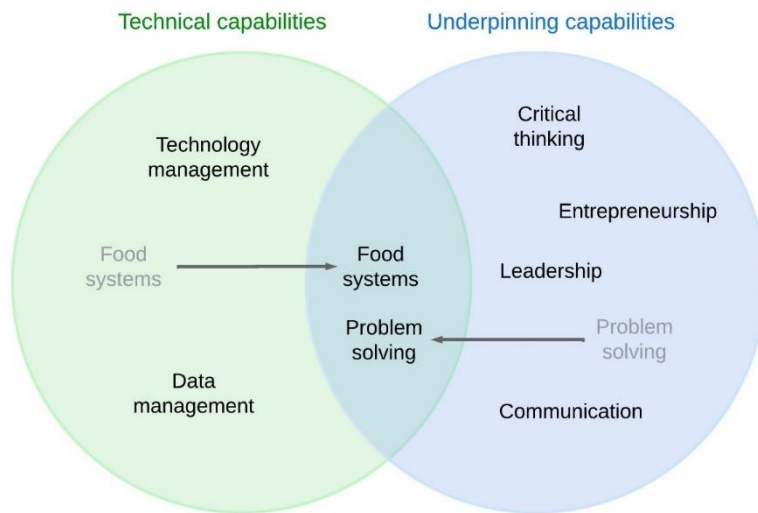 Technical capabilities
Underpinning capabilities
Technology
management
Food
systems
Data
management
Food
systems
Problem
solving
Critical
thinking
Entrepreneurship
Leadership
Problem
solving
Communication